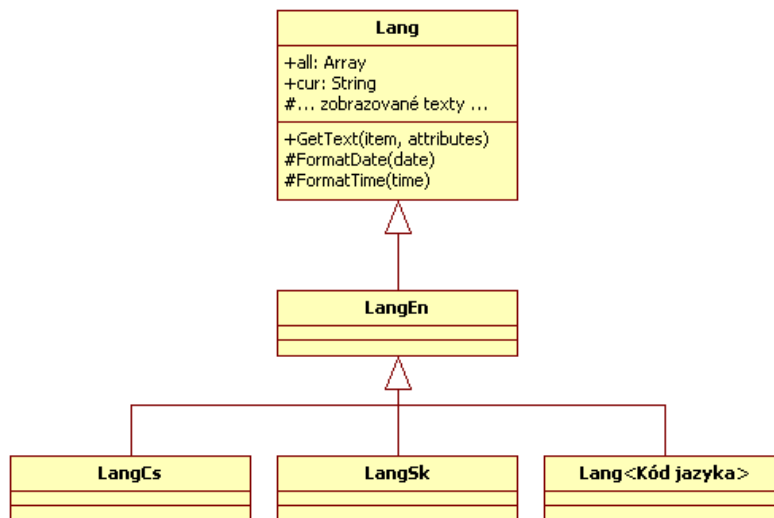 Lang
+all: Array
+cur: String
#... zobrazované texty ...
+GetText(item, attributes)
#FormatDate(date)
#FormatTime(time)
LangEn
LangCs
LangSk
Lang<Kód jazyka>